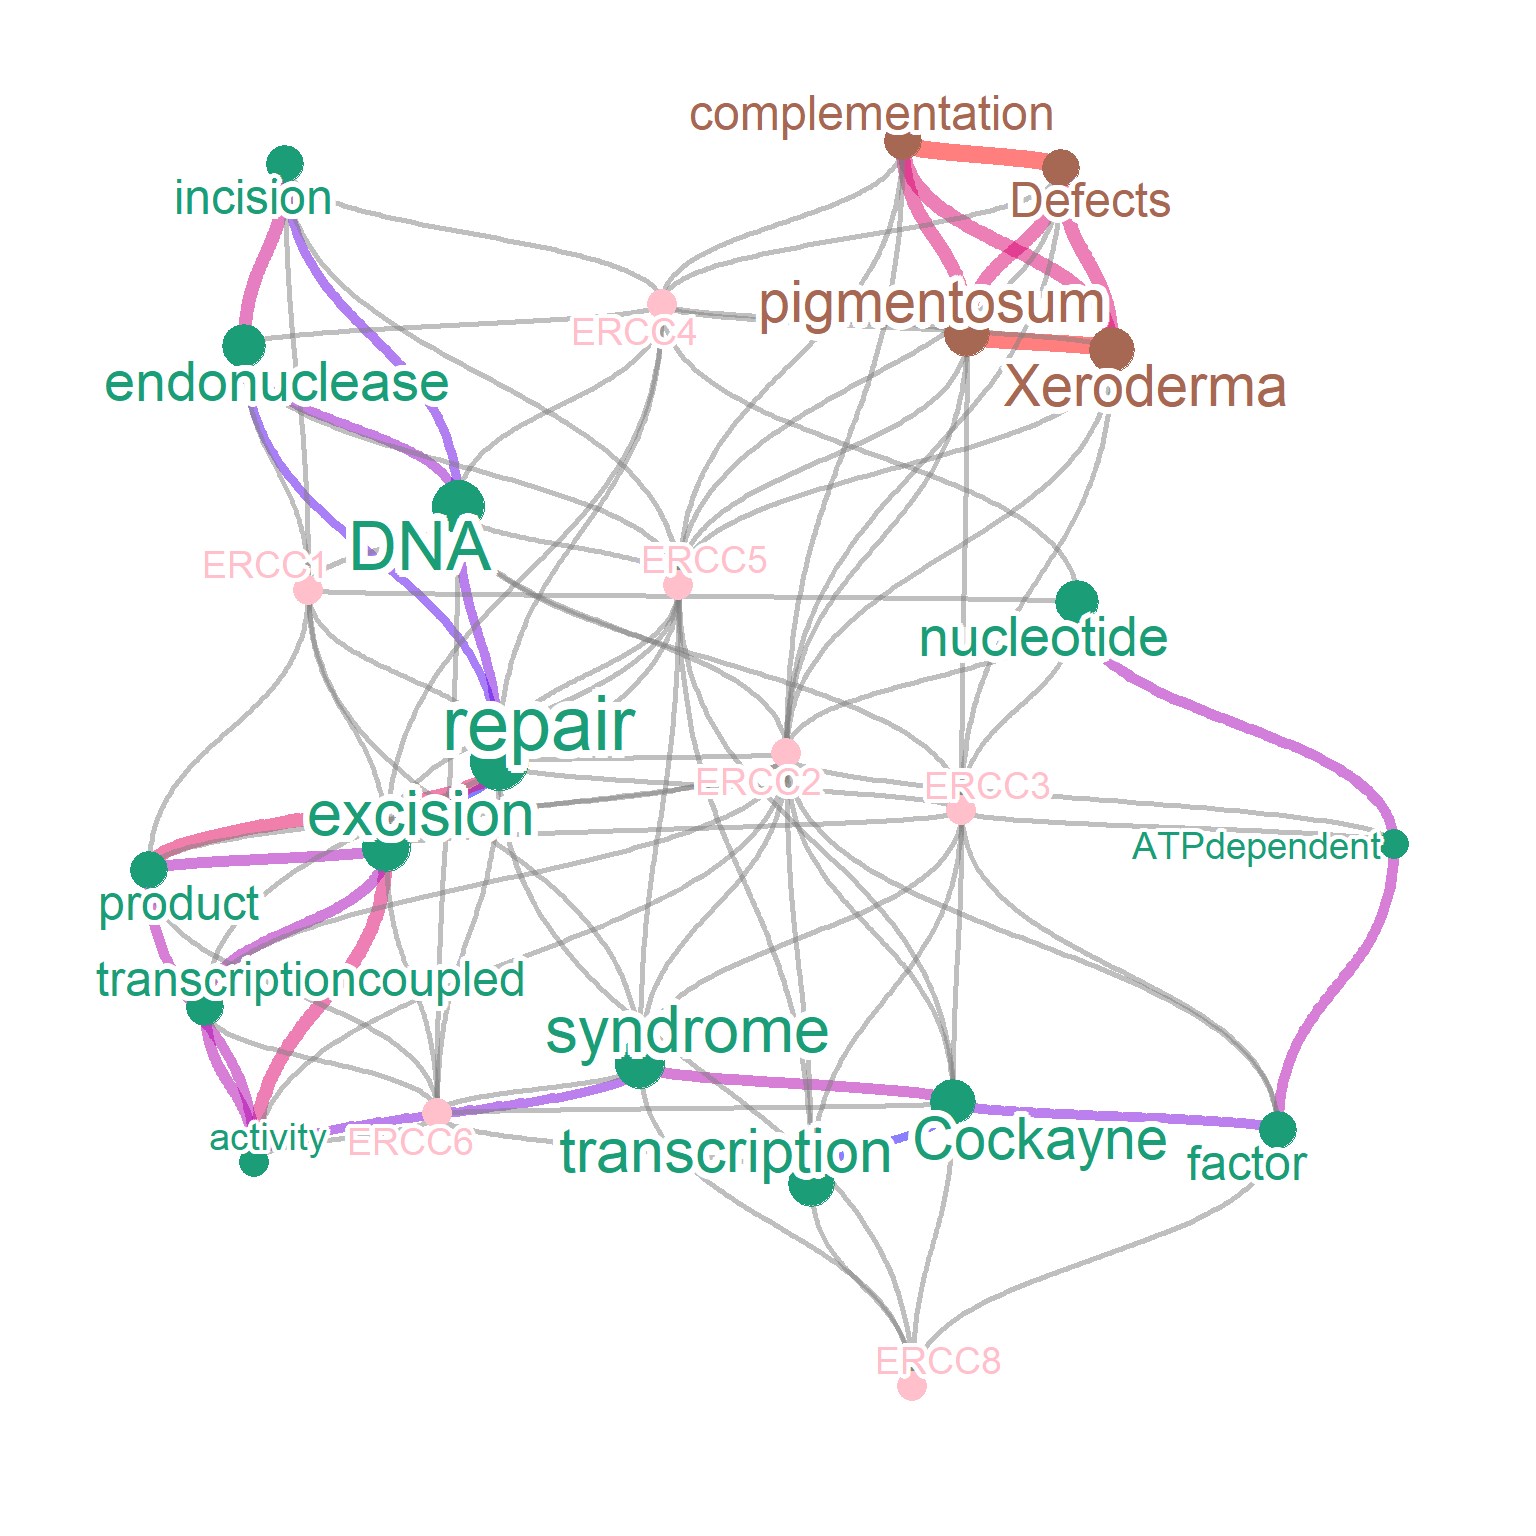 complementation
incision
Defects
pigmentosum
ERCC4
endonuclease
Xeroderma
DNA
ERCC1
ERCC5
nucleotide
repair
ERCC2
ERCC3
excision
ATPdependent
product
transcriptioncoupled
syndrome
activity
ERCC6
transcription
Cockayne
factor
ERCC8